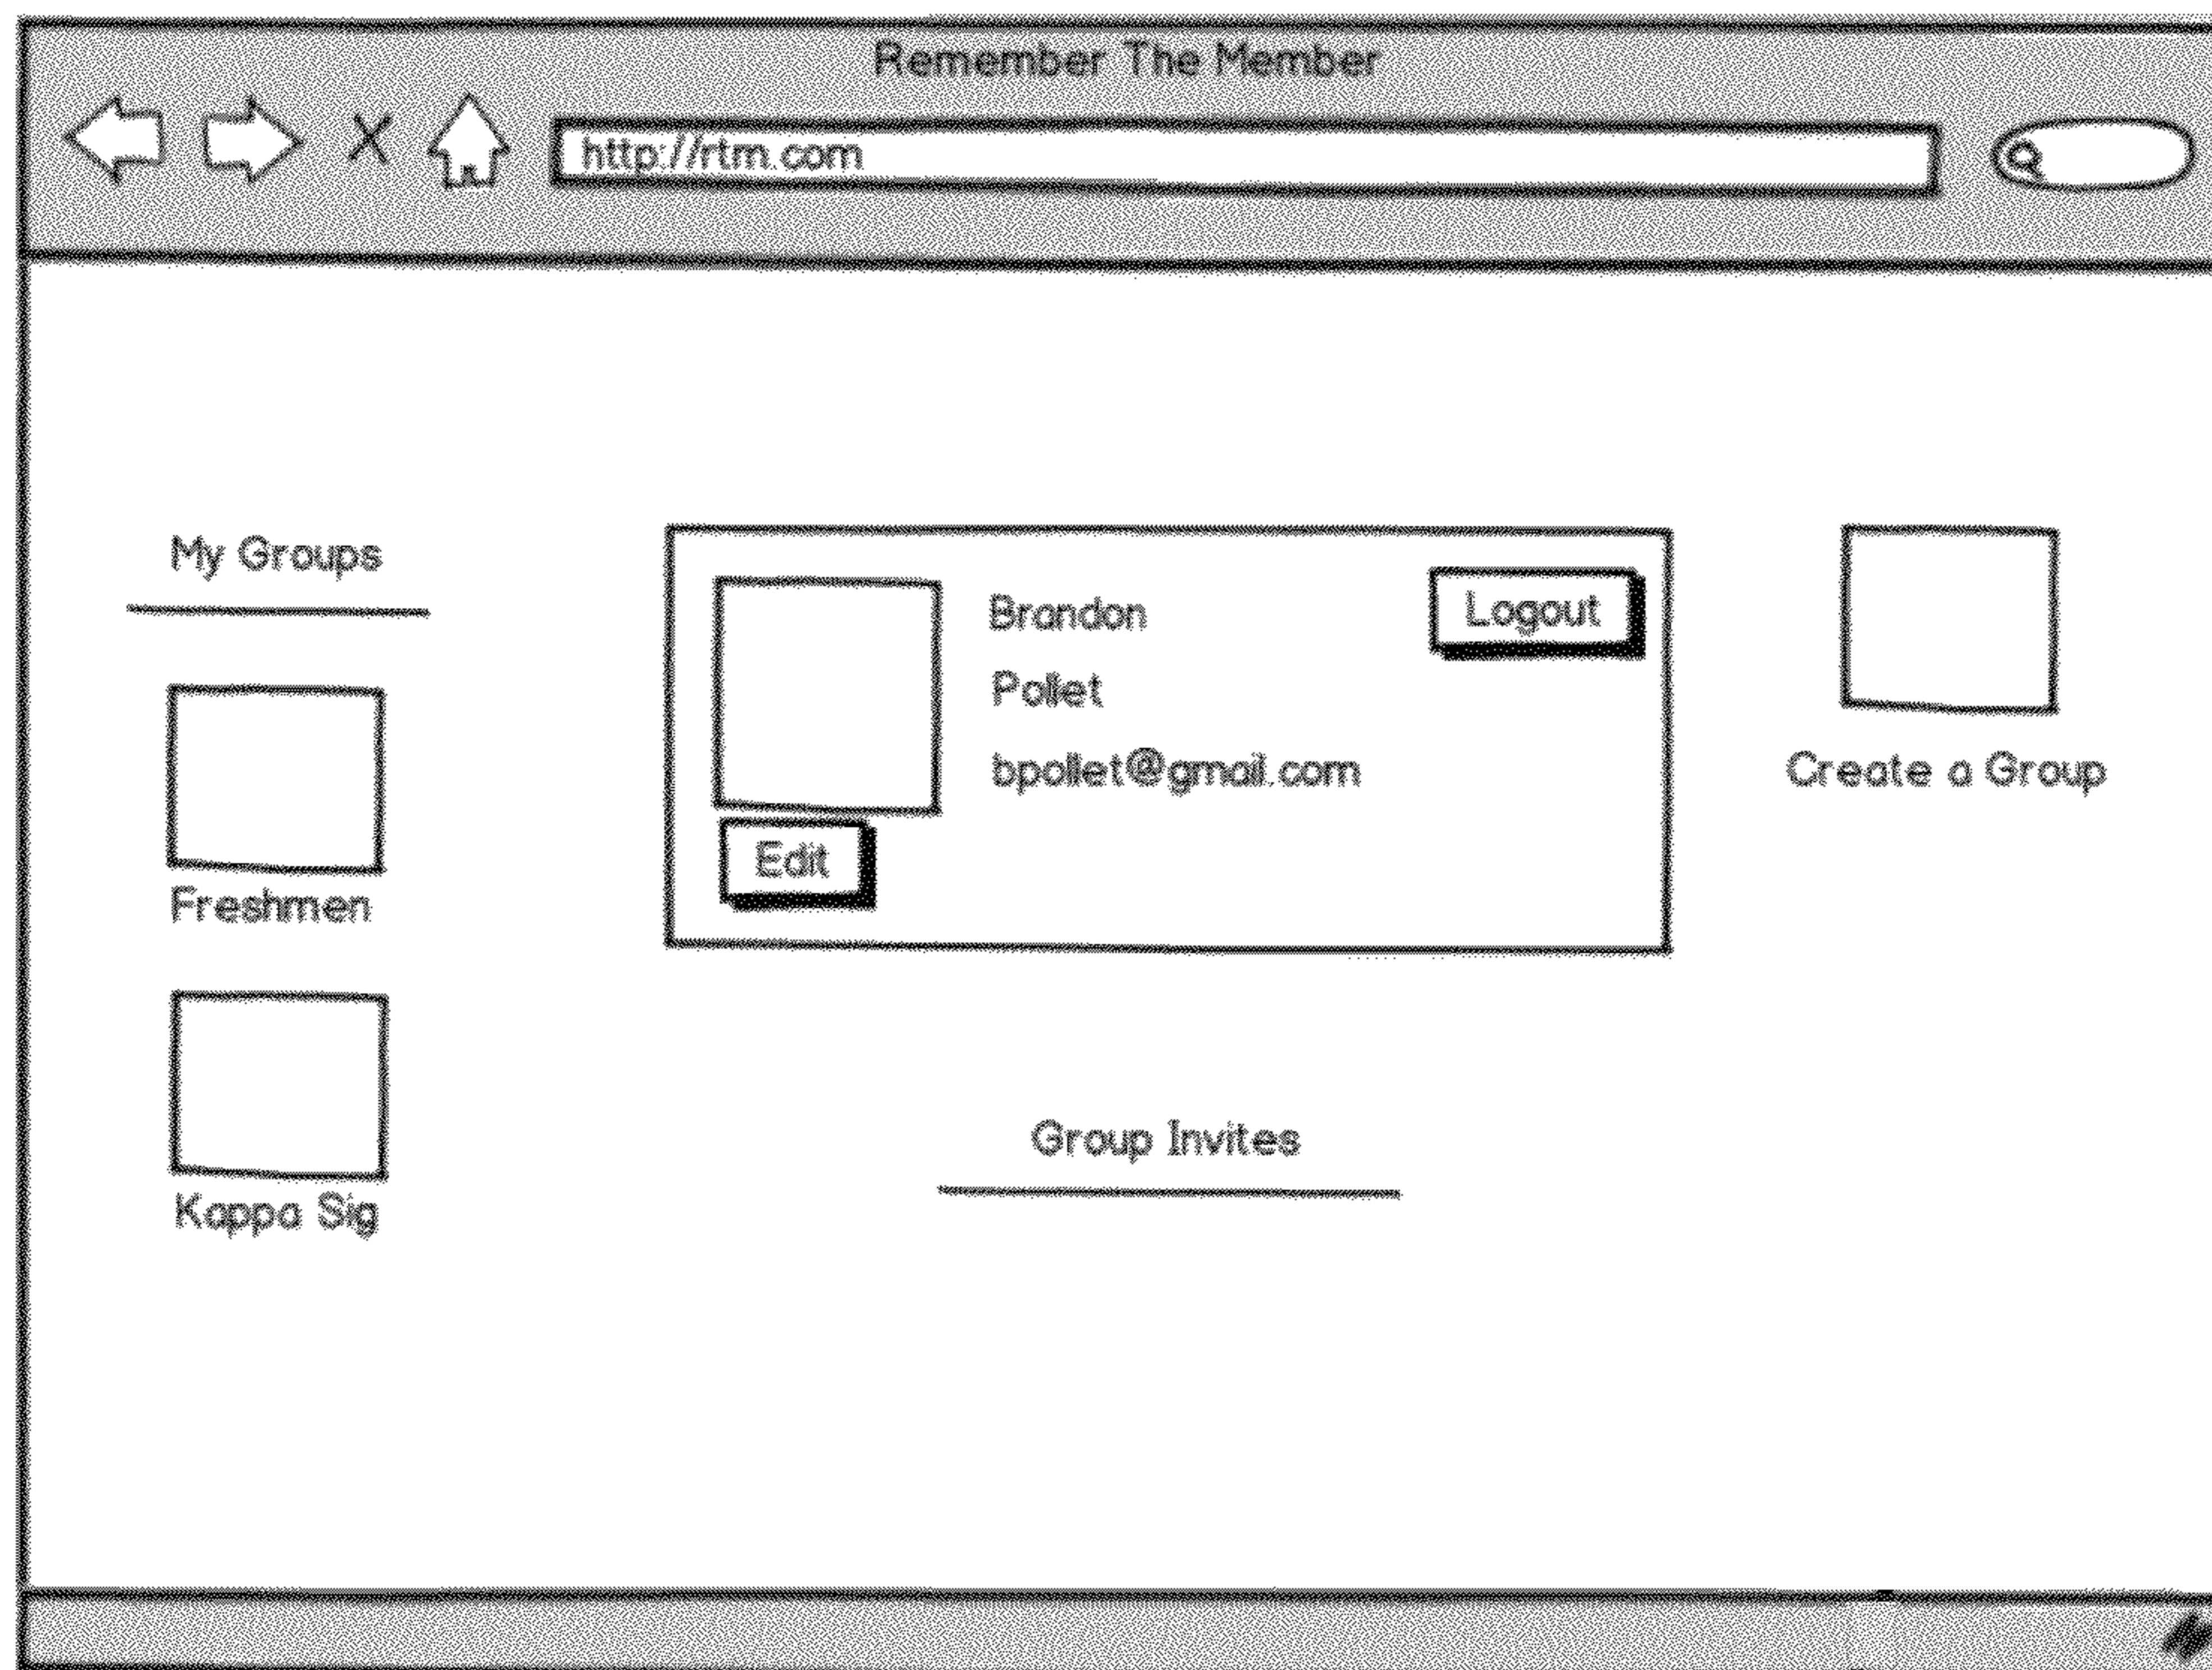 Remember The Member
http://rtm.com
My Groups
Freshmen
Kappa Sig
Brandon
Pollet
bpollet@gmail.com
Logout
Edit
Create a Group
Group Invites